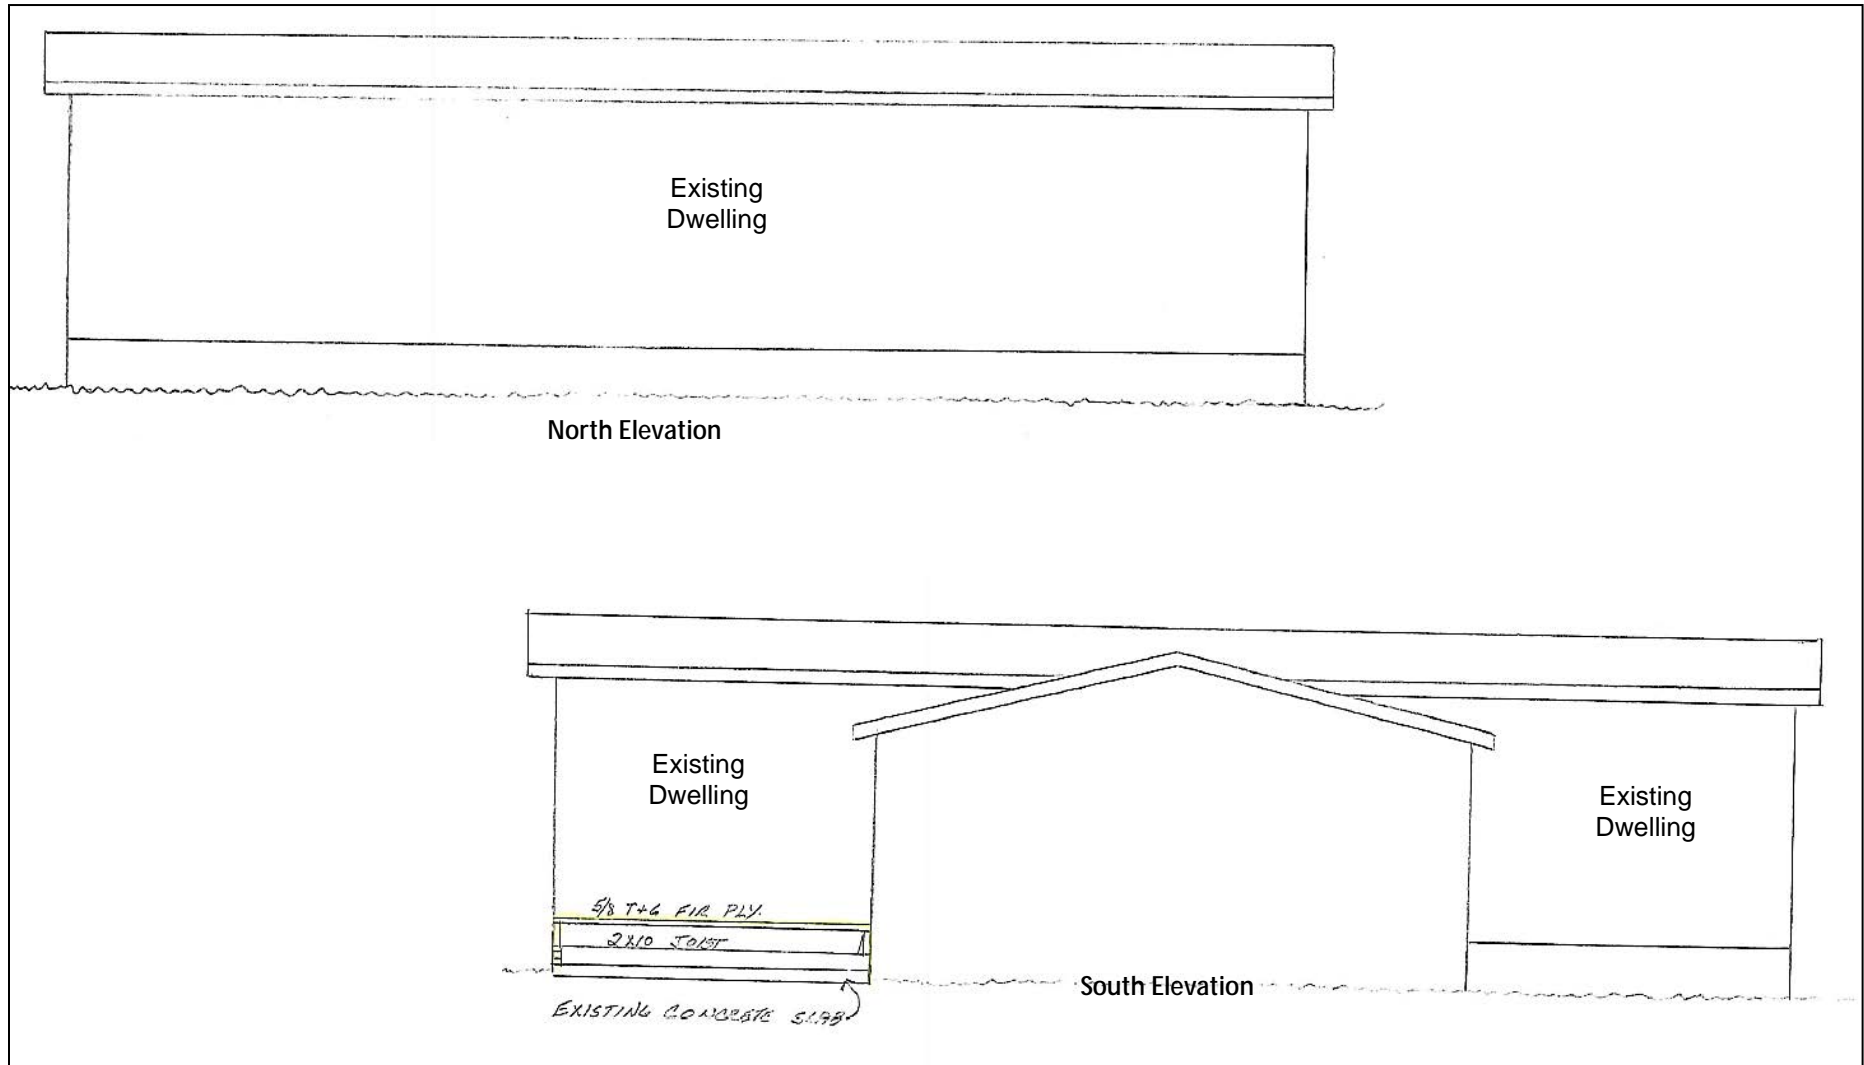 Existing
Dwelling
North Elevation
Existing
Dwelling
Existing
Dwelling
5/8 T+G FIR PLY.
2X10 JOIST
South Elevation
EXISTING CONCRETE SLAB